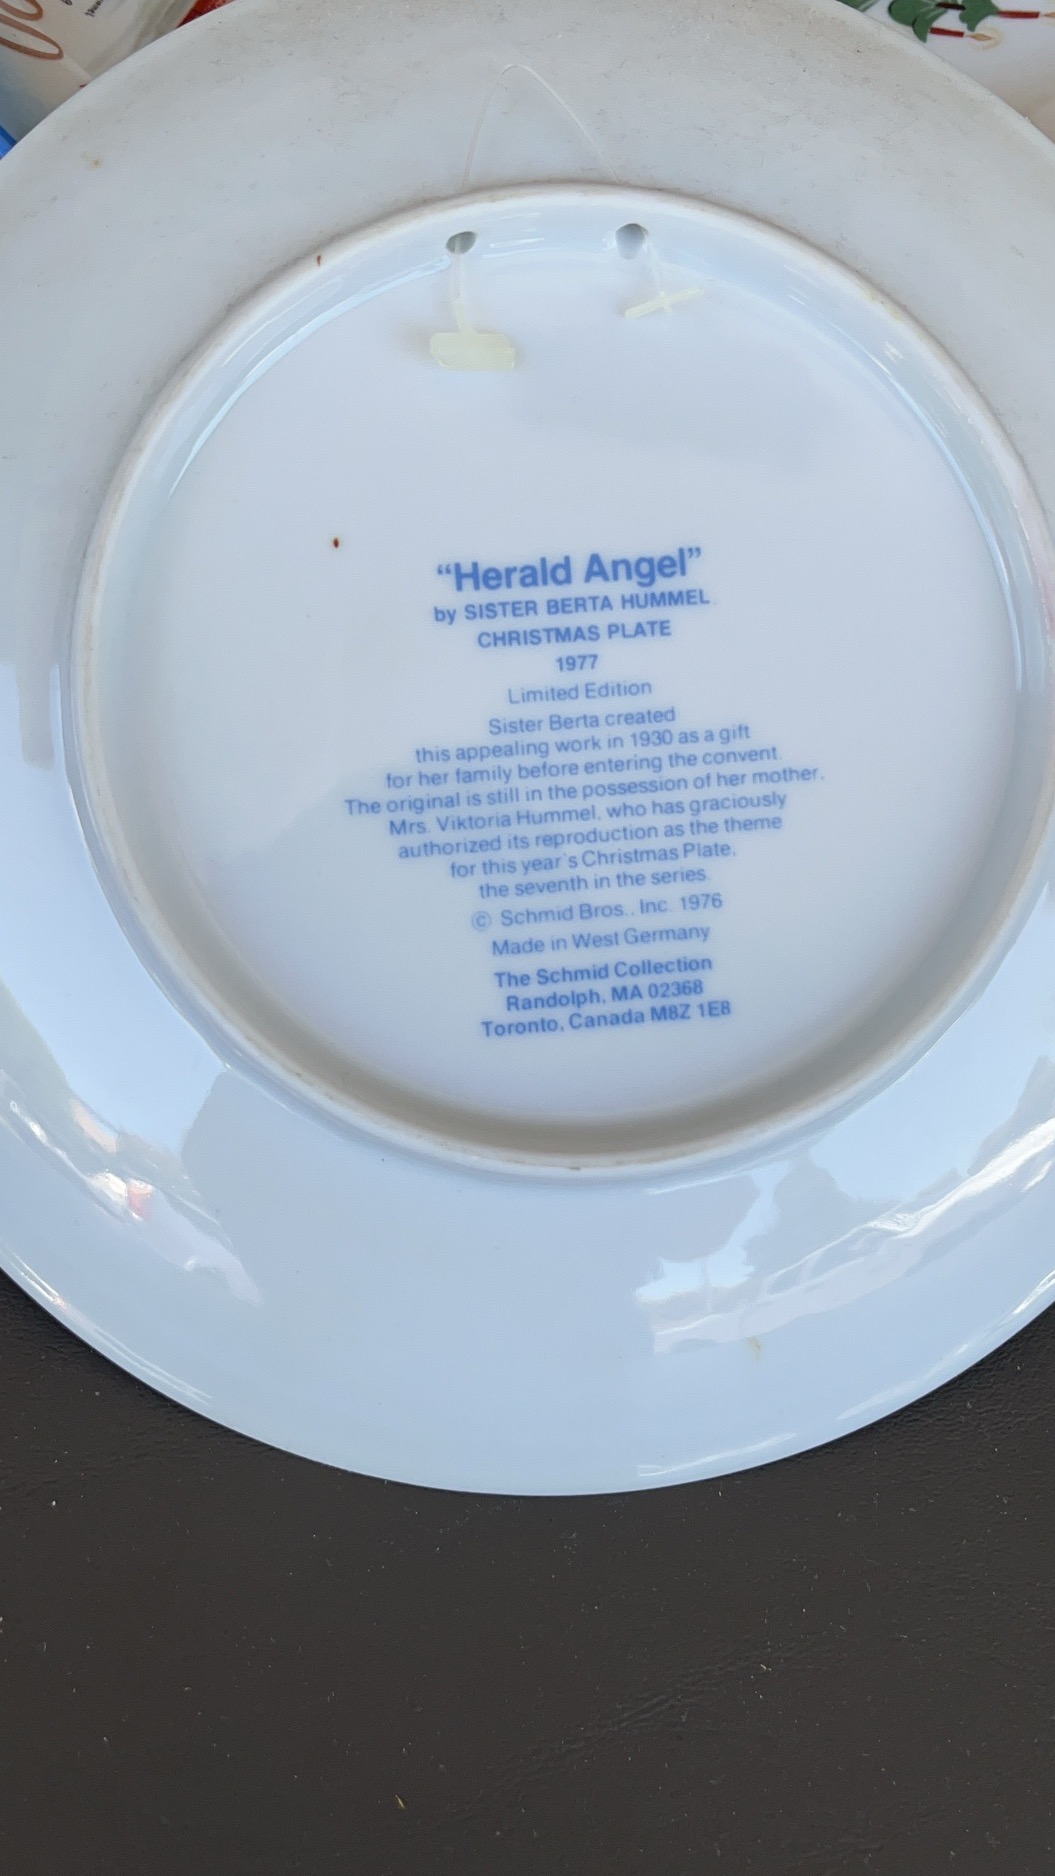 “Herald Angel”
by SISTER BERTA HUMMEL
CHRISTMAS PLATE
1977
Limited Edition
Sister Berta created
this appealing work in 1930 as a gift
for her family before entering the convent.
The original is still in the possession of her mother,
Mrs. Viktoria Hummel, who has graciously
authorized its reproduction as the theme
for this year's Christmas Plate,
the seventh in the series.
© Schmid Bros., Inc. 1976
Made in West Germany
The Schmid Collection
Randolph, MA 02368
Toronto, Canada M8Z 1E8